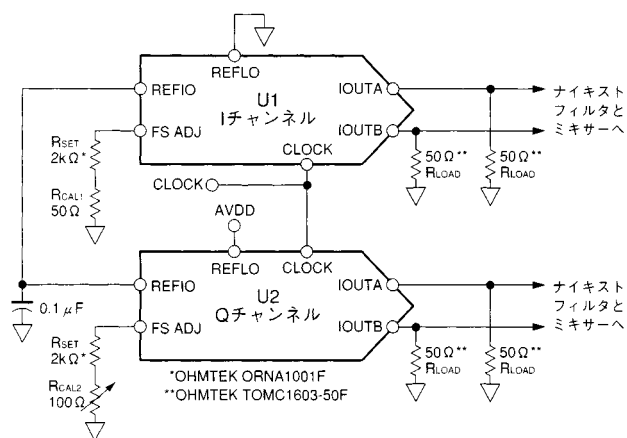 REFLO
REFIO
U1
Iチャンネル
IOUTA
IOUTB
FS ADJ
CLOCK
ナイキスト
フィルタと
ミキサーへ
RSET
2kΩ*
RCAL1
50Ω
50Ω**
RLOAD
50Ω**
RLOAD
CLOCK
AVDD
REFLO
CLOCK
REFIO
U2
Qチャンネル
IOUTA
IOUTB
FS ADJ
ナイキスト
フィルタと
ミキサーへ
0.1μF
RSET
2kΩ*
RCAL2
100Ω
50Ω**
RLOAD
50Ω**
RLOAD
*OHMTEK ORNA1001F
**OHMTEK TOMC1603-50F